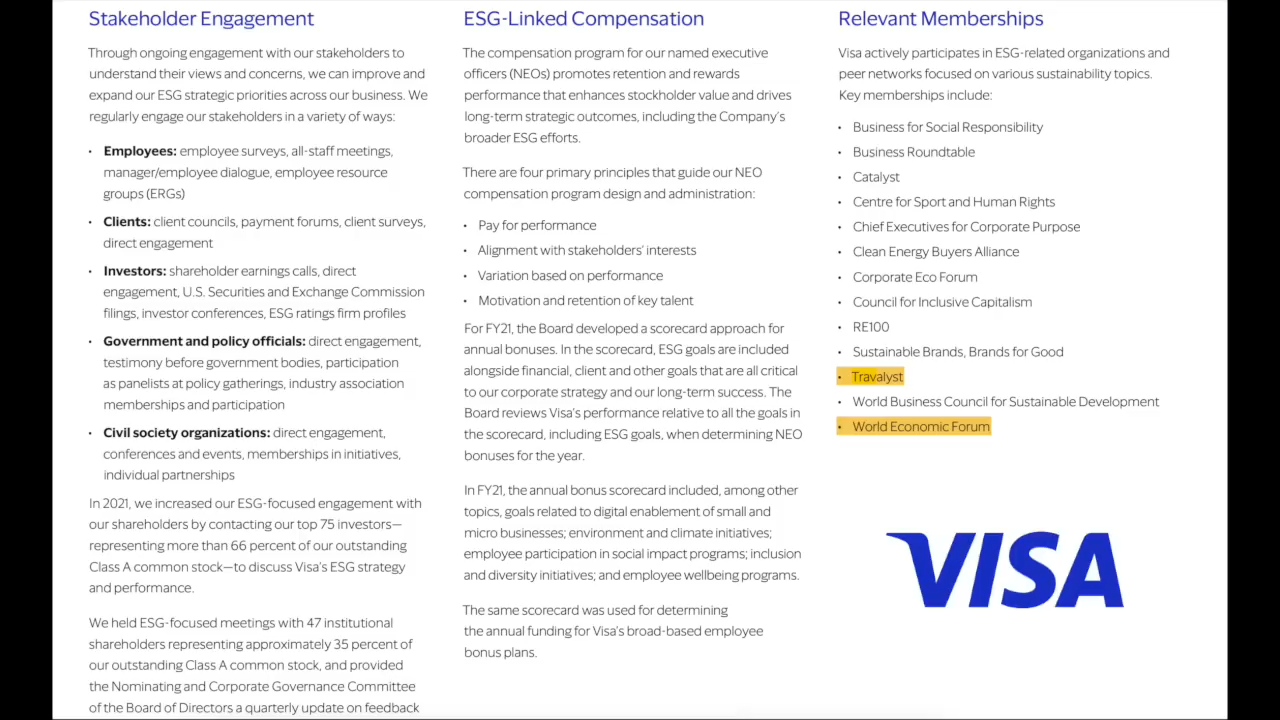 Stakeholder Engagement
Through ongoing engagement with our stakeholders to
understand their views and concerns, we can improve and
expand our ESG strategic priorities across our business. We
regularly engage our stakeholders in a variety of ways:
• Employees: employee surveys, all-staff meetings,
manager/employee dialogue, employee resource
groups (ERGs)
• Clients: client councils, payment forums, client surveys,
direct engagement
• Investors: shareholder earnings calls, direct
engagement, U.S. Securities and Exchange Commission
filings, investor conferences, ESG ratings firm profiles
• Government and policy officials: direct engagement,
testimony before government bodies, participation
as panelists at policy gatherings, industry association
memberships and participation
• Civil society organizations: direct engagement,
conferences and events, memberships in initiatives,
individual partnerships
In 2021, we increased our ESG-focused engagement with
our shareholders by contacting our top 75 investors—
representing more than 66 percent of our outstanding
Class A common stock—to discuss Visa's ESG strategy
and performance.
We held ESG-focused meetings with 47 institutional
shareholders representing approximately 35 percent of
our outstanding Class A common stock, and provided
the Nominating and Corporate Governance Committee
of the Board of Directors a quarterly update on feedback
ESG-Linked Compensation
The compensation program for our named executive
officers (NEOs) promotes retention and rewards
performance that enhances stockholder value and drives
long-term strategic outcomes, including the Company's
broader ESG efforts.
There are four primary principles that guide our NEO
compensation program design and administration:
• Pay for performance
• Alignment with stakeholders' interests
• Variation based on performance
• Motivation and retention of key talent
For FY21, the Board developed a scorecard approach for
annual bonuses. In the scorecard, ESG goals are included
alongside financial, client and other goals that are all critical
to our corporate strategy and our long-term success. The
Board reviews Visa's performance relative to all the goals in
the scorecard, including ESG goals, when determining NEO
bonuses for the year.
In FY21, the annual bonus scorecard included, among other
topics, goals related to digital enablement of small and
micro businesses; environment and climate initiatives;
employee participation in social impact programs; inclusion
and diversity initiatives; and employee wellbeing programs.
The same scorecard was used for determining
the annual funding for Visa's broad-based employee
bonus plans.
Relevant Memberships
Visa actively participates in ESG-related organizations and
peer networks focused on various sustainability topics.
Key memberships include:
• Business for Social Responsibility
• Business Roundtable
• Catalyst
• Centre for Sport and Human Rights
• Chief Executives for Corporate Purpose
• Clean Energy Buyers Alliance
• Corporate Eco Forum
• Council for Inclusive Capitalism
• RE100
• Sustainable Brands, Brands for Good
• Travalyst
• World Business Council for Sustainable Development
• World Economic Forum
VISA